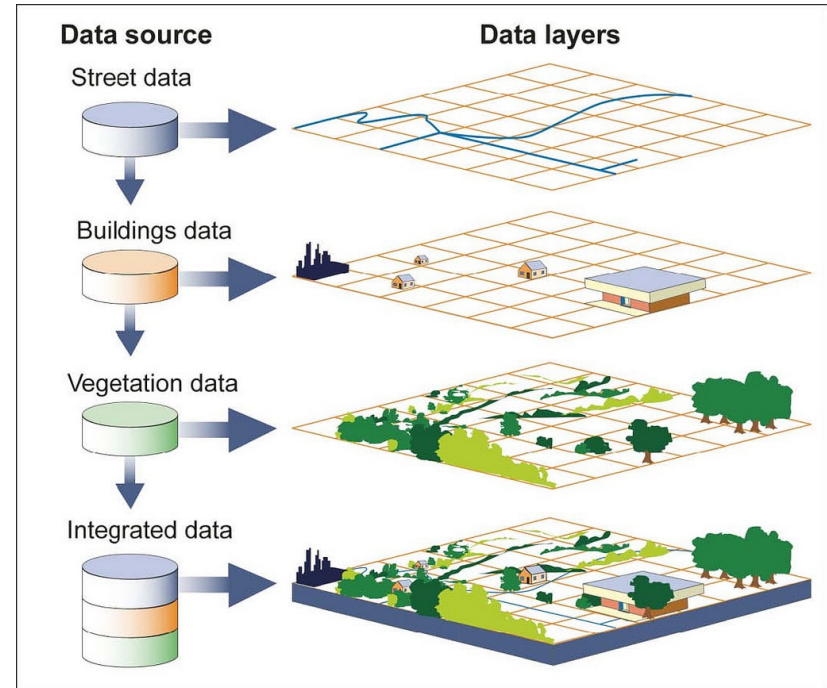 Data source
Data layers
Street data
Buildings data
Vegetation data
Integrated data